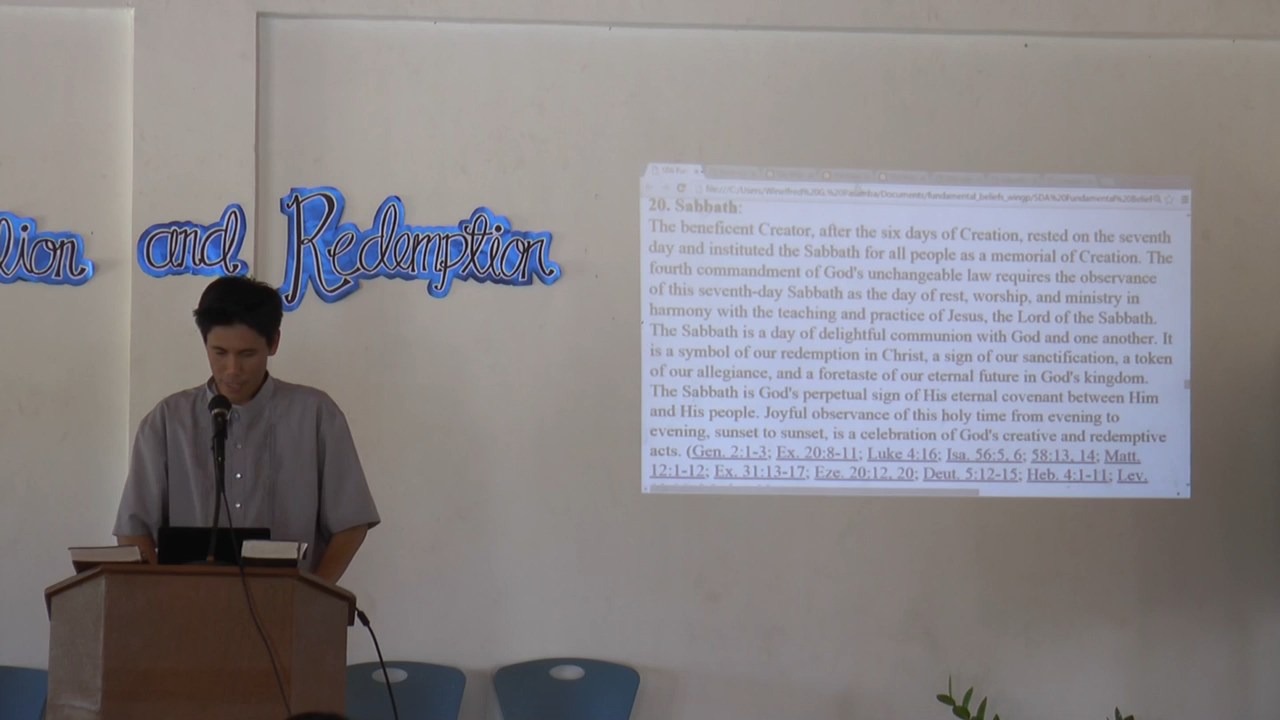 lion and Redemption
20. Sabbath:
The beneficent Creator, after the six days of Creation, rested on the seventh
day and instituted the Sabbath for all people as a memorial of Creation. The
fourth commandment of God's unchangeable law requires the observance
of this seventh-day Sabbath as the day of rest, worship, and ministry in
harmony with the teaching and practice of Jesus, the Lord of the Sabbath.
The Sabbath is a day of delightful communion with God and one another. It
is a symbol of our redemption in Christ, a sign of our sanctification, a token
of our allegiance, and a foretaste of our eternal future in God's kingdom.
The Sabbath is God's perpetual sign of His eternal covenant between Him
and His people. Joyful observance of this holy time from evening to
evening, sunset to sunset, is a celebration of God's creative and redemptive
acts. (Gen. 2:1-3; Ex. 20:8-11; Luke 4:16; Isa. 56:5, 6; 58:13, 14; Matt.
12:1-12; Ex. 31:13-17; Eze. 20:12, 20; Deut. 5:12-15; Heb. 4:1-11; Lev.